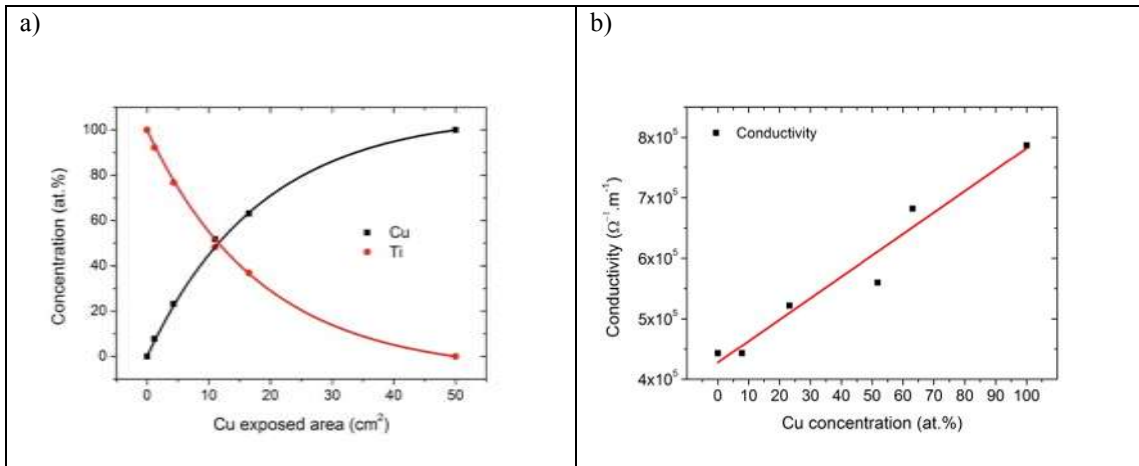 a)
100
80
60
40
20
0
Concentration (at.%)
Cu
Ti
0 10 20 30 40 50
Cu exposed area (cm²)
b)
8x10⁵
7x10⁵
6x10⁵
5x10⁵
4x10⁵
Conductivity (Ω⁻¹.m⁻¹)
Conductivity
0 10 20 30 40 50 60 70 80 90 100
Cu concentration (at.%)